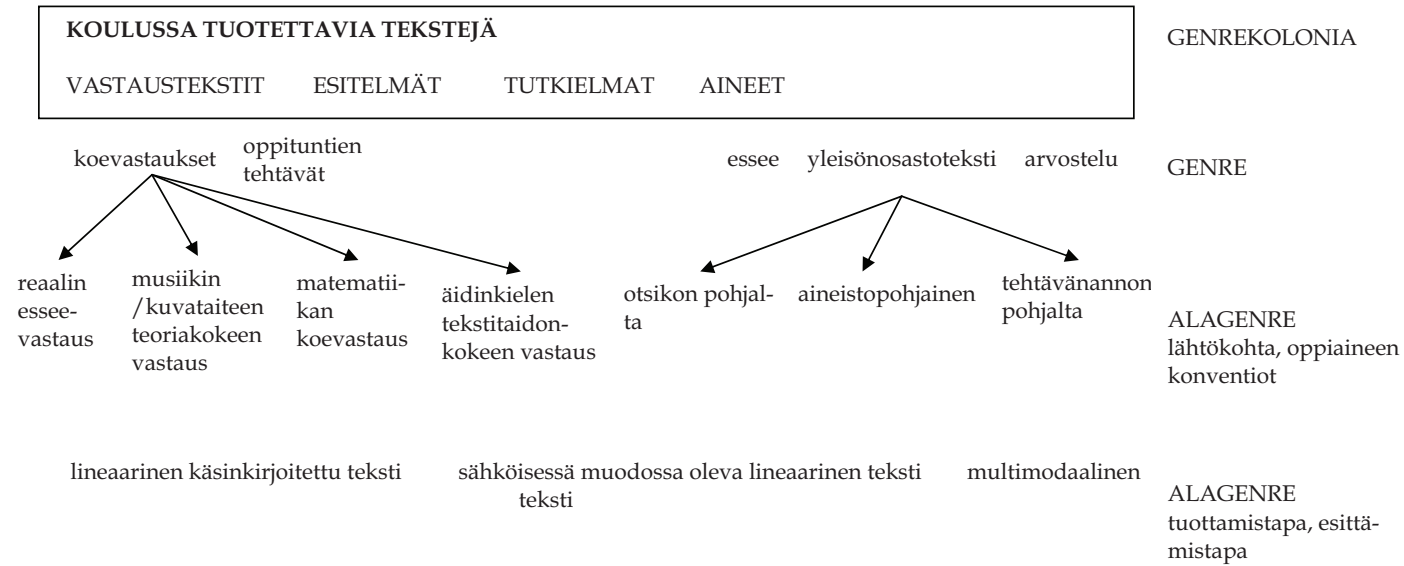 KOULUSSA TUOTETTAVIA TEKSTEJÄ
GENREKOLONIA
VASTAUSTEKSTIT ESITELMÄT TUTKIELMAT AINEET
koevastaukset
oppituntien
tehtävät
essee yleisönosastoteksti arvostelu
GENRE
reaalin
essee-
vastaus
musiikin
/kuvataiteen
teoriakokeen
vastaus
matematii-
kan
koevastaus
äidinkielen
tekstitaidon-
kokeen vastaus
otsikon pohjal-
ta
aineistopohjainen
tehtävänannon
pohjalta
ALAGENRE
lähtökohta, oppiaineen
konventiot
lineaarinen käsinkirjoitettu teksti sähköisessä muodossa oleva lineaarinen teksti multimodaalinen
teksti
ALAGENRE
tuottamistapa, esittä-
mistapa